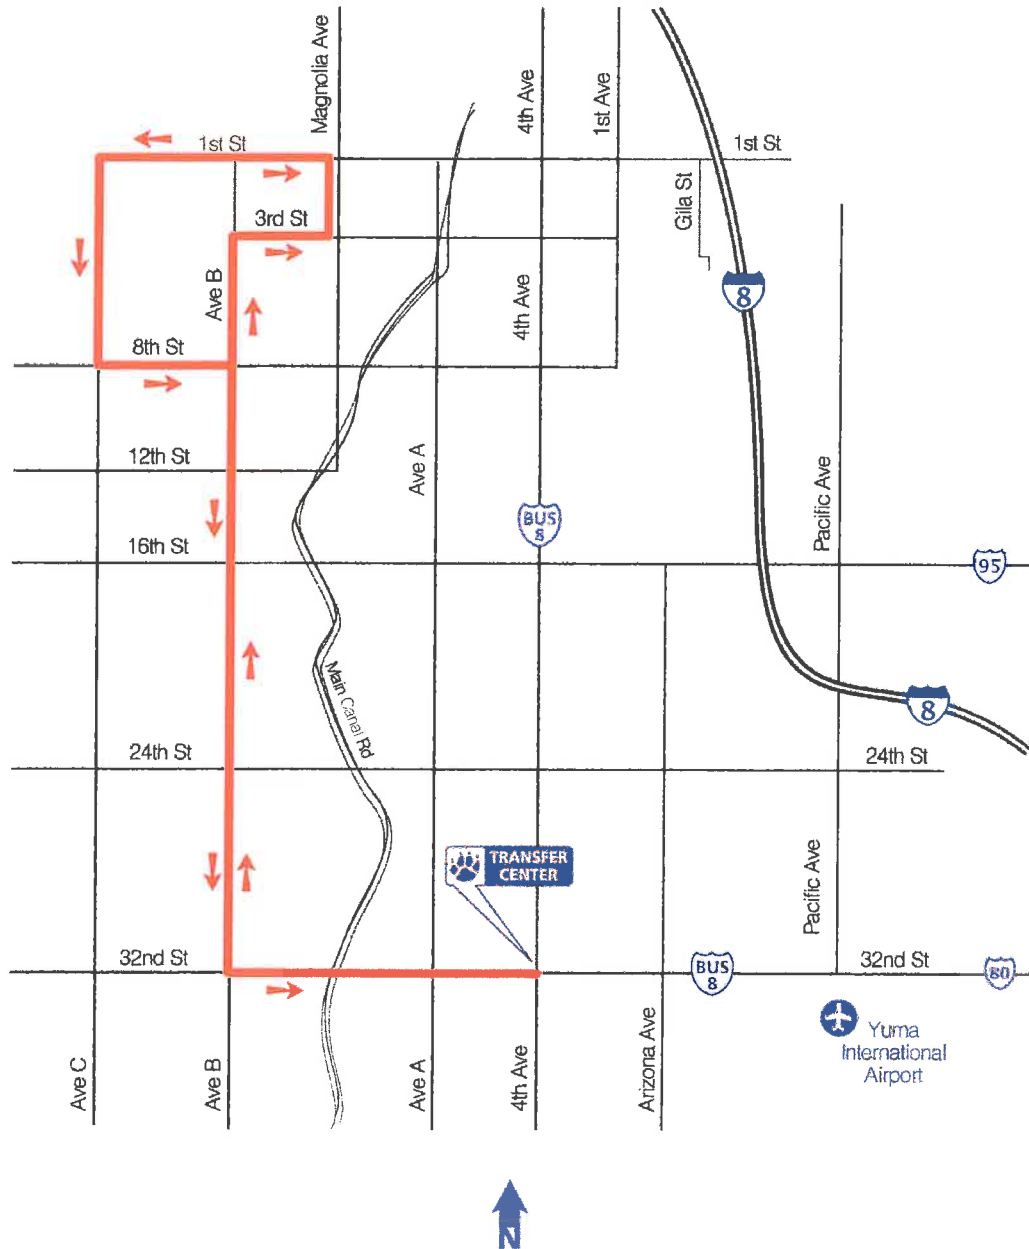 Magnolia Ave
4th Ave
1st Ave
1st St
1st St
Gila St
3rd St
Ave B
4th Ave
8
8th St
12th St
Ave A
BUS
8
Pacific Ave
16th St
95
Main Canal Rd
8
24th St
24th St
TRANSFER
CENTER
Pacific Ave
32nd St
BUS
8
32nd St
80
Yuma
International
Airport
Ave C
Ave B
Ave A
4th Ave
Arizona Ave
N